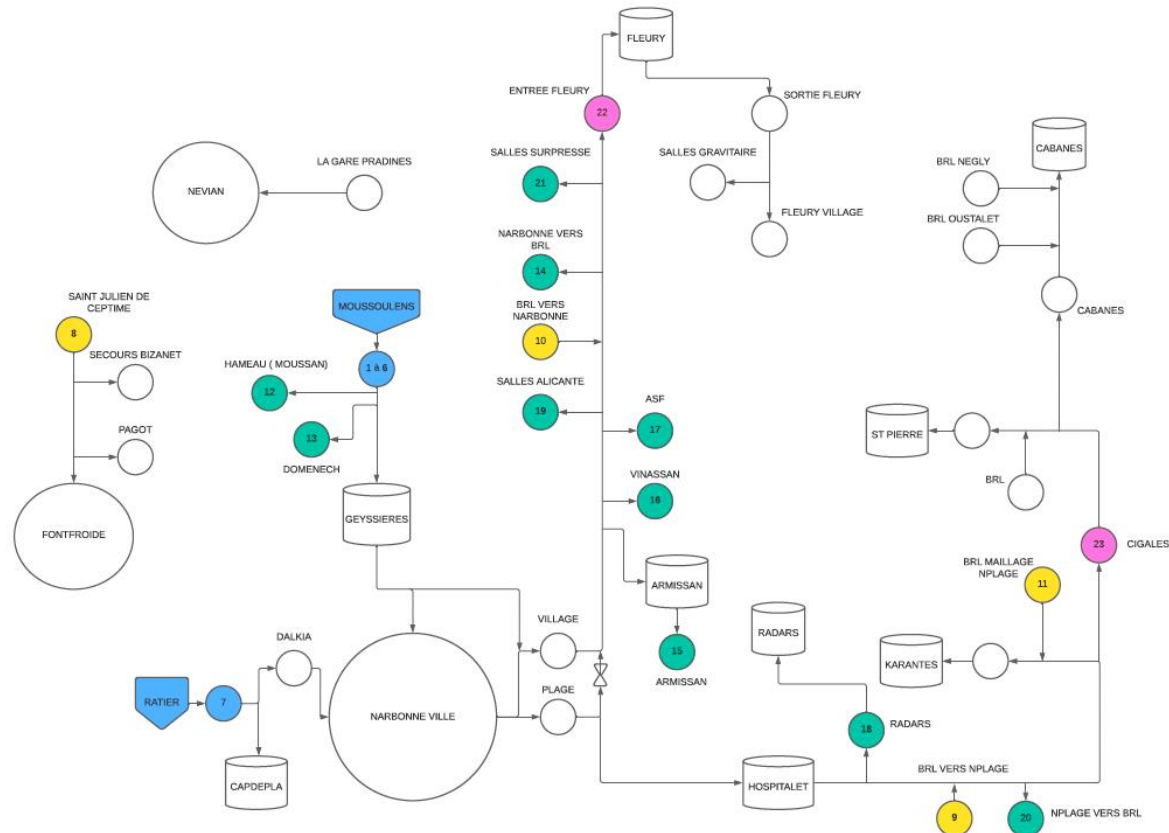 FLEURY
ENTREE FLEURY
22
SORTIE FLEURY
SALLES SURPRESSE
21
SALLES GRAVITAIRE
FLEURY VILLAGE
LA GARE PRADINES
NEVIAN
CABANES
BRL NEGLY
BRL OUSTALET
CABANES
NARBONNE VERS
BRL
14
BRL VERS
NARBONNE
10
SAINT JULIEN DE
CEPTIME
8
SECOURS BIZANET
PAGOT
FONTFROIDE
MOUSSOULENS
1 à 6
HAMEAU ( MOUSSAN)
12
13
DOMENECH
GEYSSIERES
SALLES ALICANTE
19
ASF
17
VINASSAN
16
ST PIERRE
BRL
23
CIGALES
BRL MAILLAGE
NPLAGE
11
ARMISSAN
15
ARMISSAN
RADARS
KARANTES
VILLAGE
DALKIA
RATIER
7
NARBONNE VILLE
PLAGE
CAPDEPLA
18
RADARS
HOSPITALET
BRL VERS NPLAGE
9
20
NPLAGE VERS BRL